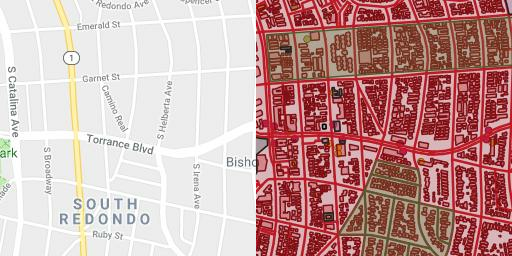 Redondo Ave
Spencer
Emerald St
1
Garnet St
S Catalina Ave
Camino Real
S Helberta Ave
Torrance Blvd
ark
S Broadway
Bisho
S Irena Ave
SOUTH
REDONDO
Ruby St